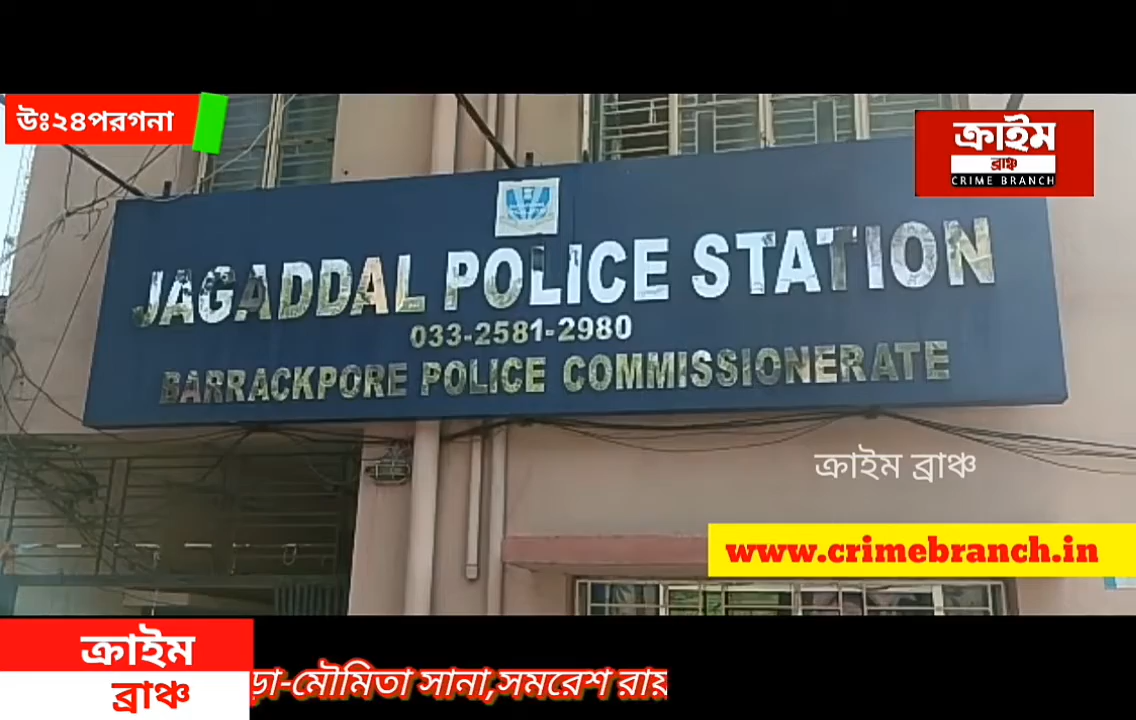 উঃ২৪পরগনা
ক্রাইম
ব্রাঞ্চ
CRIME BRANCH
JAGADDAL POLICE STATION
033-2581-2980
BARRACKPORE POLICE COMMISSIONERATE
ক্রাইম ব্রাঞ্চ
www.crimebranch.in
ক্রাইম
ব্রাঞ্চ
ড়া-মৌমিতা সানা,সমরেশ রায়